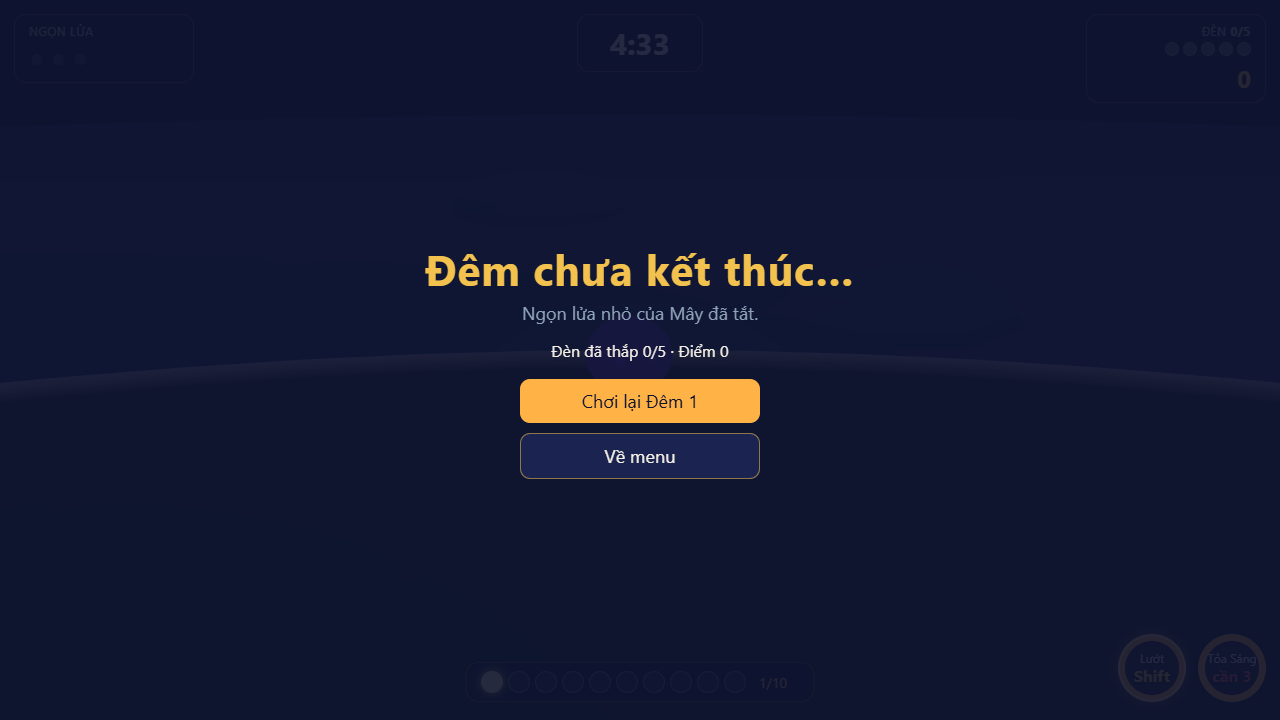 NGỌN LỬA
4:33
ĐÈN 0/5
0
Đêm chưa kết thúc...
Ngọn lửa nhỏ của Mây đã tắt.
Đèn đã thắp 0/5 · Điểm 0
Chơi lại Đêm 1
Về menu
Lướt
Shift
Tỏa Sáng
cần 3
1/10